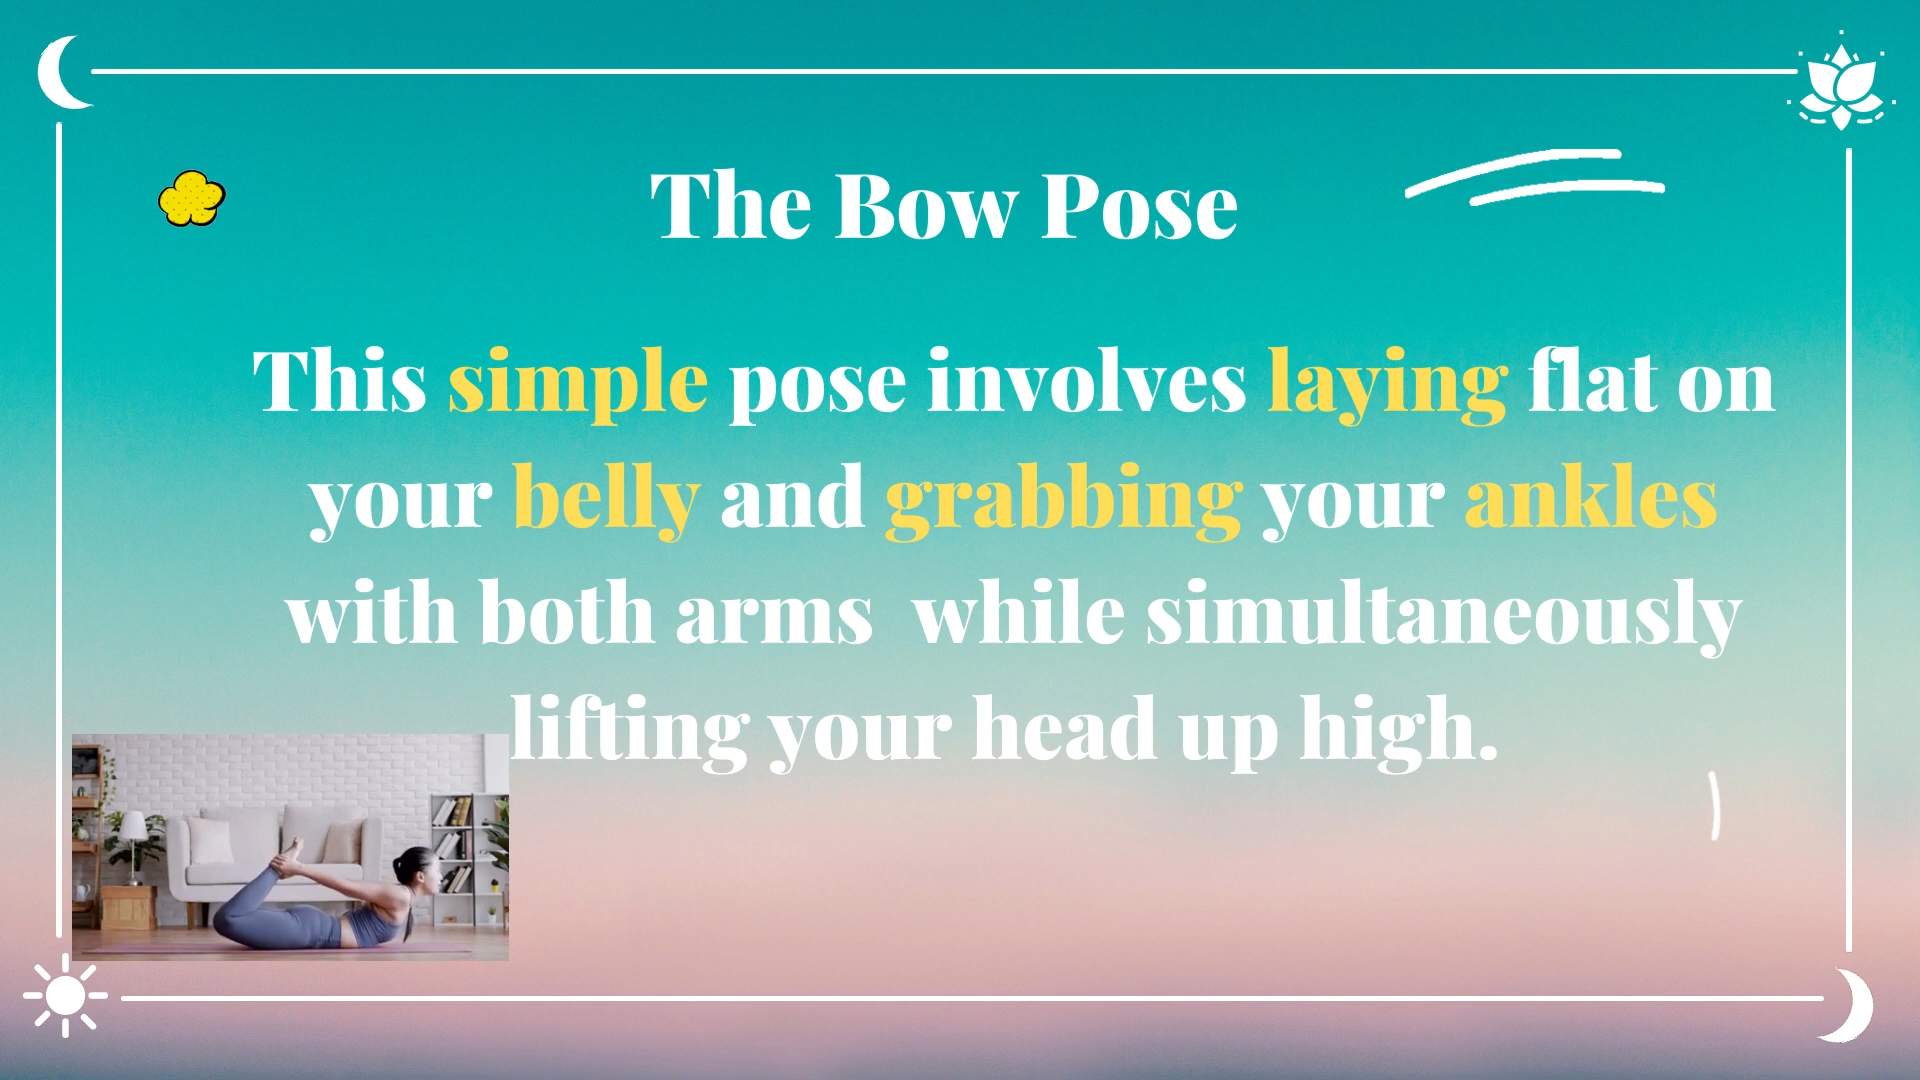 The Bow Pose
This simple pose involves laying flat on
your belly and grabbing your ankles
with both arms  while simultaneously
lifting your head up high.